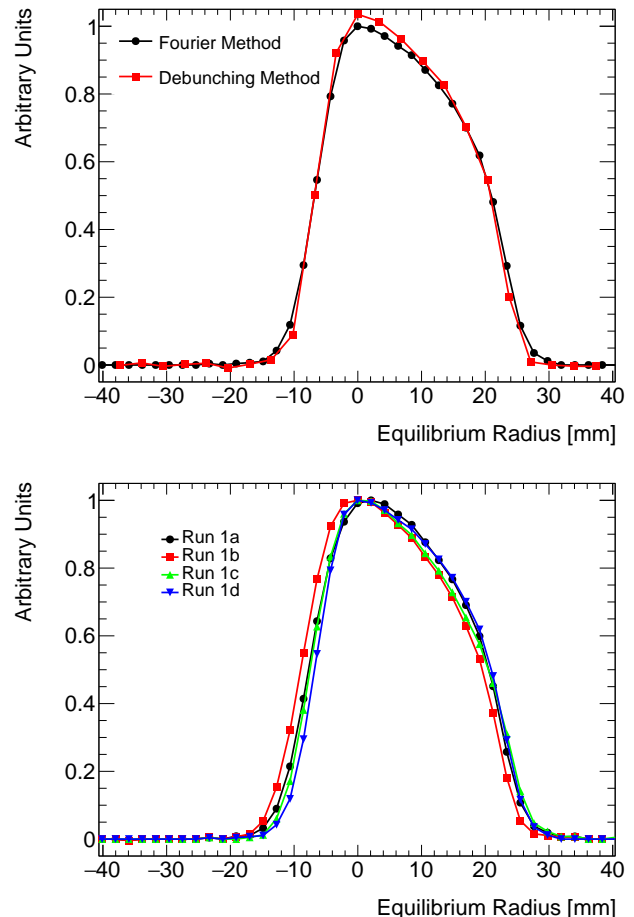 Arbitrary Units
1
0.8
0.6
0.4
0.2
0
Fourier Method
Debunching Method
−40 −30 −20 −10 0 10 20 30 40
Equilibrium Radius [mm]
Arbitrary Units
1
0.8
0.6
0.4
0.2
0
Run 1a
Run 1b
Run 1c
Run 1d
−40 −30 −20 −10 0 10 20 30 40
Equilibrium Radius [mm]